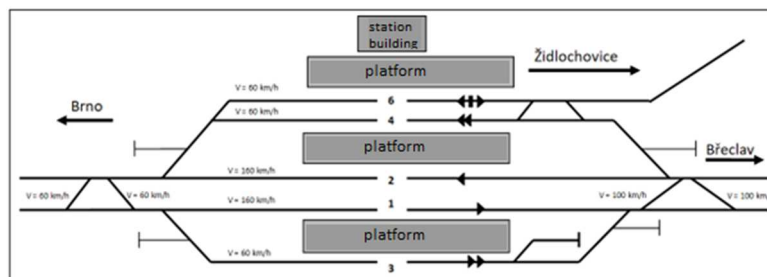 station
building
platform
Židlochovice
V = 60 km/h
Brno
6
V = 60 km/h
4
platform
Břeclav
V = 160 km/h
2
V = 60 km/h
V = 60 km/h
V = 160 km/h
1
V = 100 km/h
V = 100 km/h
platform
V = 60 km/h
3